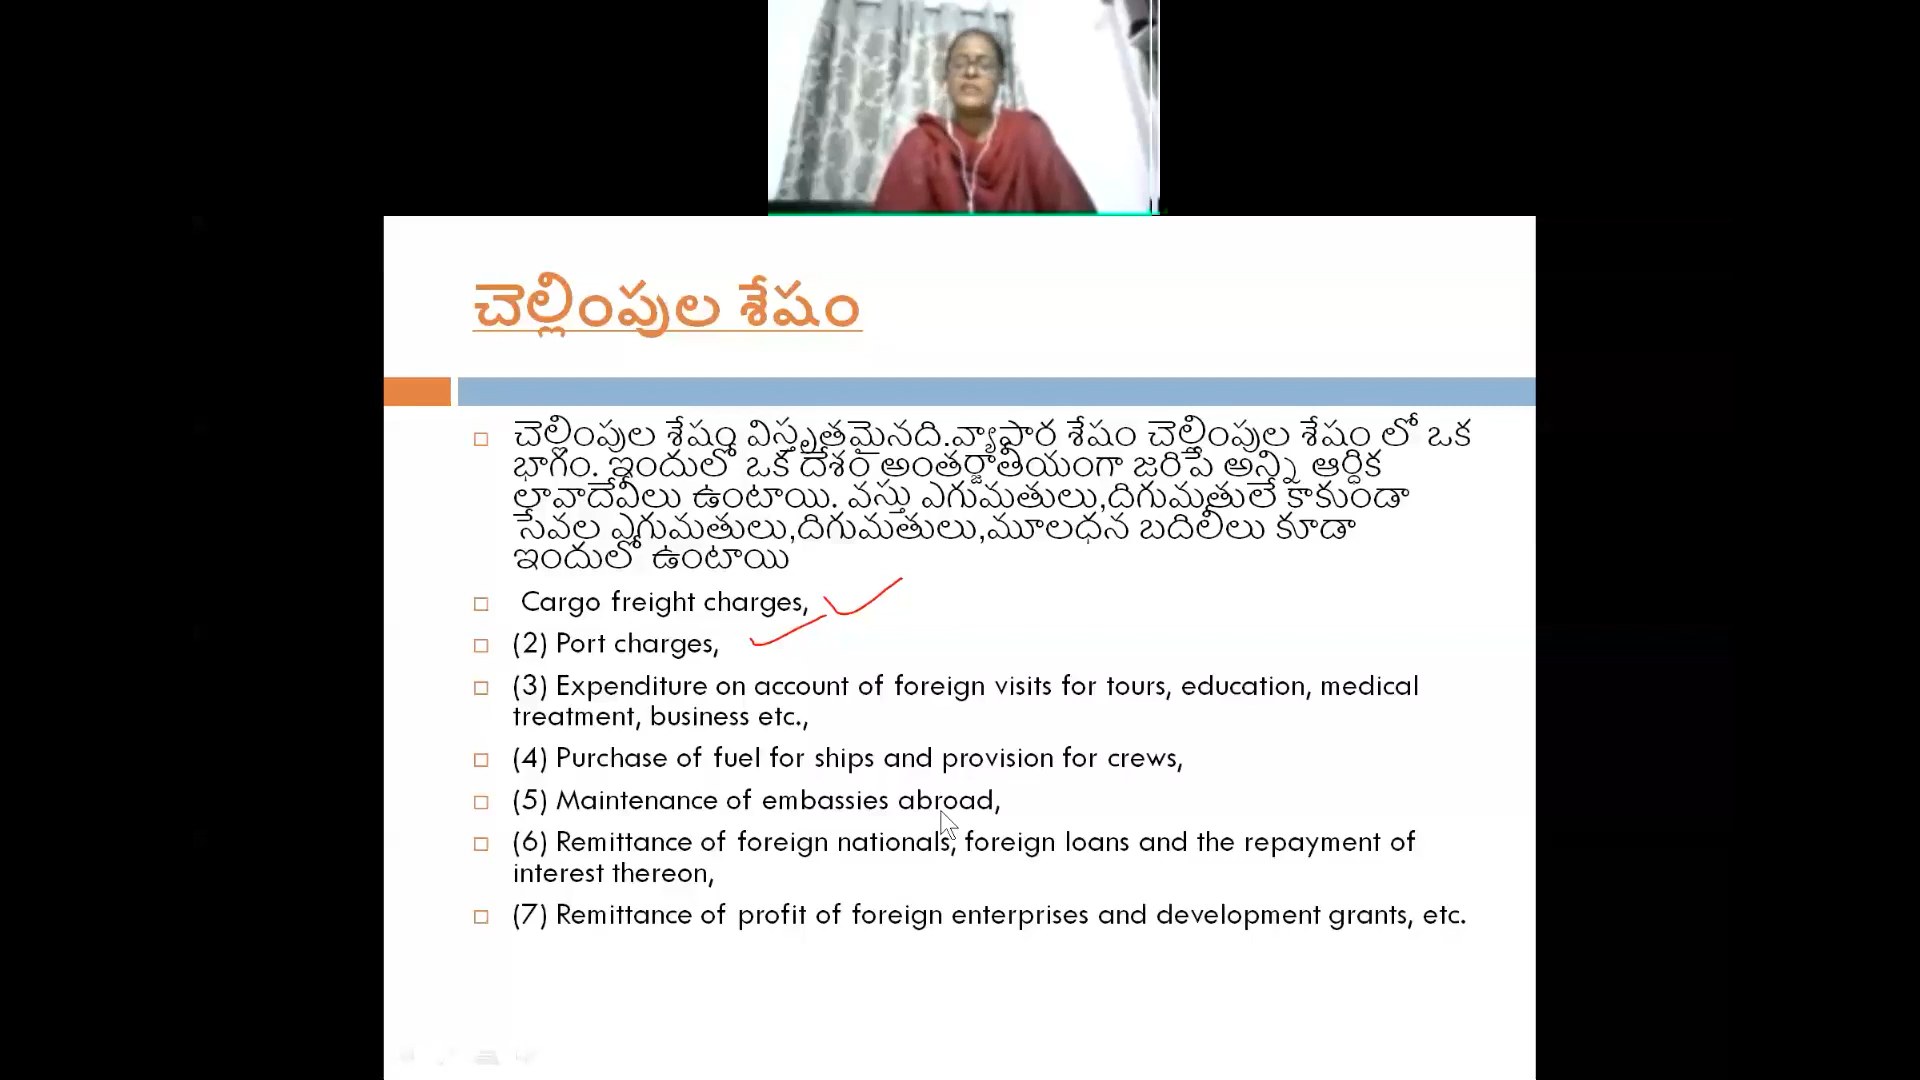 చెల్లింపుల శేషం
చెల్లింపుల శేషం విస్తృతమైనది.వ్యాపార శేషం చెల్లింపుల శేషం లో ఒక
భాగం. ఇందులో ఒక దేశం అంతర్జాతీయంగా జరిపే అన్ని ఆర్దిక
లావాదేవీలు ఉంటాయి. వస్తు ఎగుమతులు,దిగుమతులే కాకుండా
సేవల ఎగుమతులు,దిగుమతులు,మూలధన బదిలీలు కూడా
ఇందులో ఉంటాయి
Cargo freight charges,
(2) Port charges,
(3) Expenditure on account of foreign visits for tours, education, medical
treatment, business etc.,
(4) Purchase of fuel for ships and provision for crews,
(5) Maintenance of embassies abroad,
(6) Remittance of foreign nationals, foreign loans and the repayment of
interest thereon,
(7) Remittance of profit of foreign enterprises and development grants, etc.